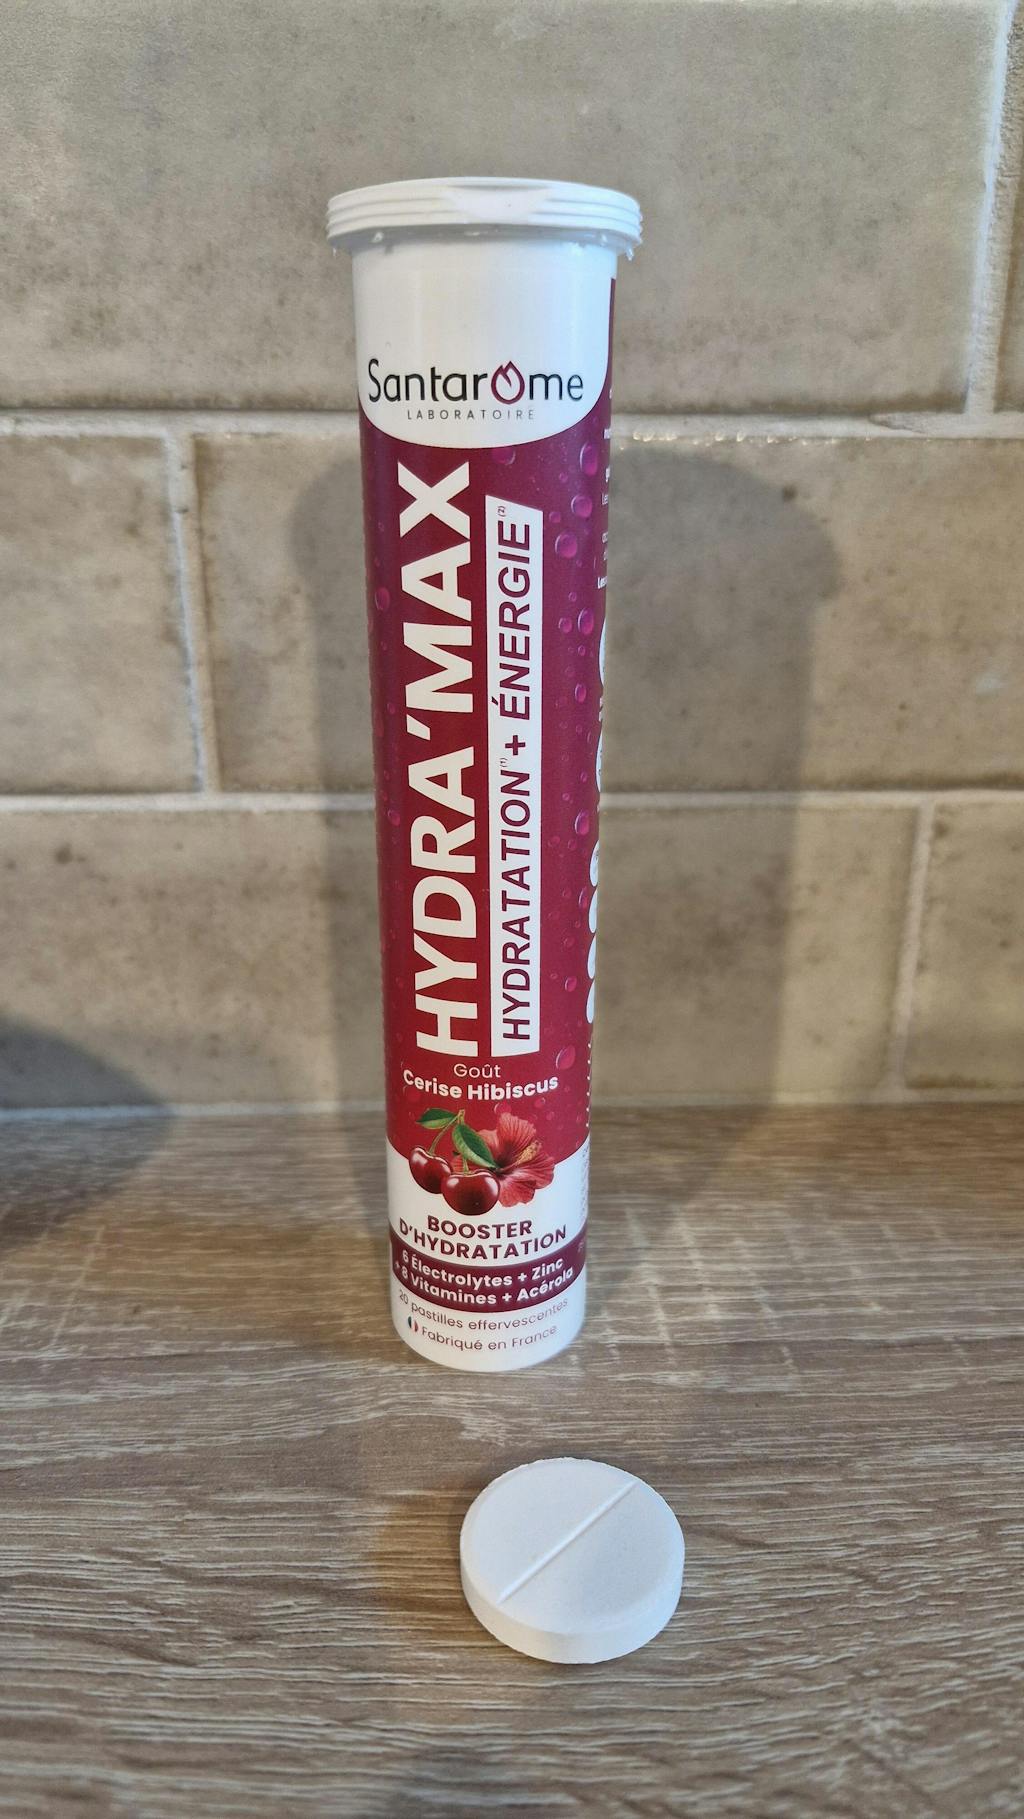 Santarome
LABORATOIRE
HYDRA'MAX
HYDRATATION(1) + ÉNERGIE(2)
Goût
Cerise Hibiscus
BOOSTER
D'HYDRATATION
6 Électrolytes + Zinc
+ 8 Vitamines + Acérola
20 pastilles effervescentes
Fabriqué en France